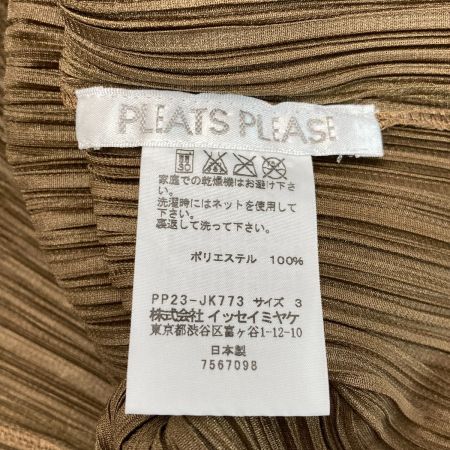 PLEATS PLEASE
家庭での乾燥機はお避け下さ
い。
洗濯時にはネットを使用して
下さい。
裏返して洗って下さい。
ポリエステル 100%
PP23-JK773 サイズ 3
株式会社 イッセイミヤケ
東京都渋谷区富ヶ谷1-12-10
日本製
7567098